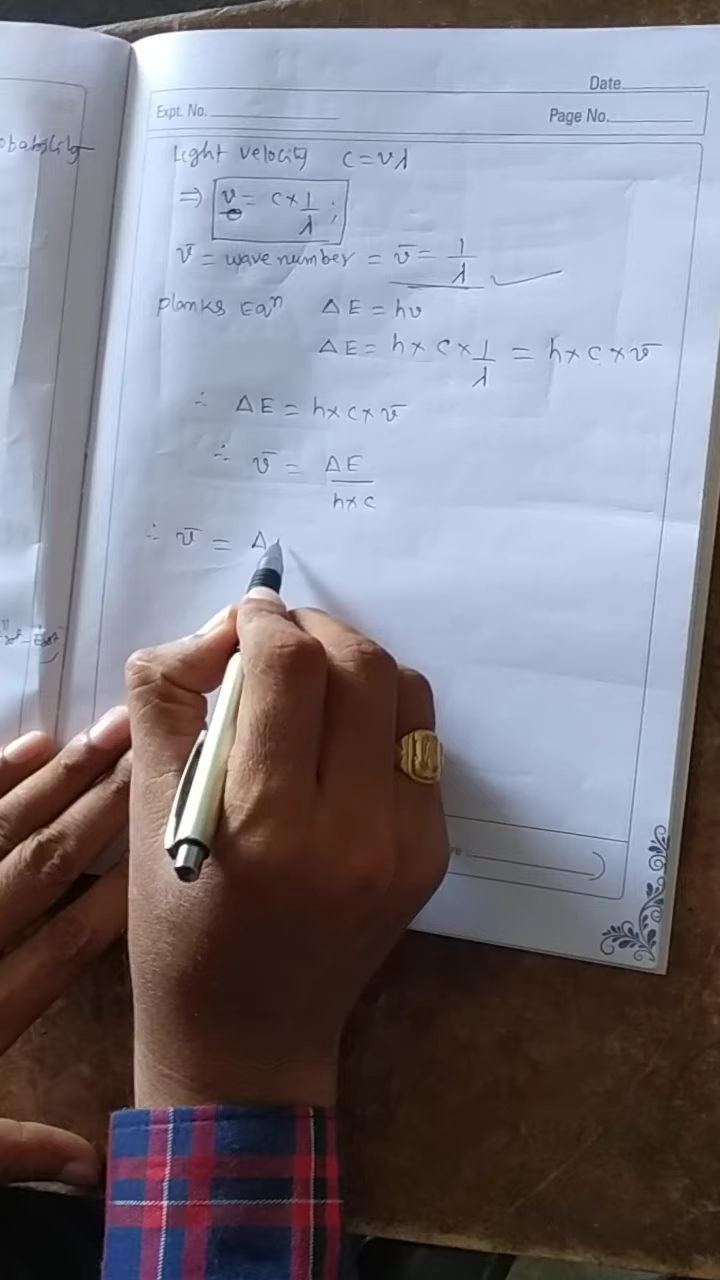 Date
Expt. No.
Page No.
Light velocity C = νλ
⇒ ν = C × 1/λ ;
ν̄ = wave number = ν̄ = 1/λ
Planks Eqⁿ ΔE = hν
ΔE = h × C × 1/λ = h × C × ν̄
∴ ΔE = h × C × ν̄
∴ ν̄ = ΔE / h × C
∴ ν̄ = Δ